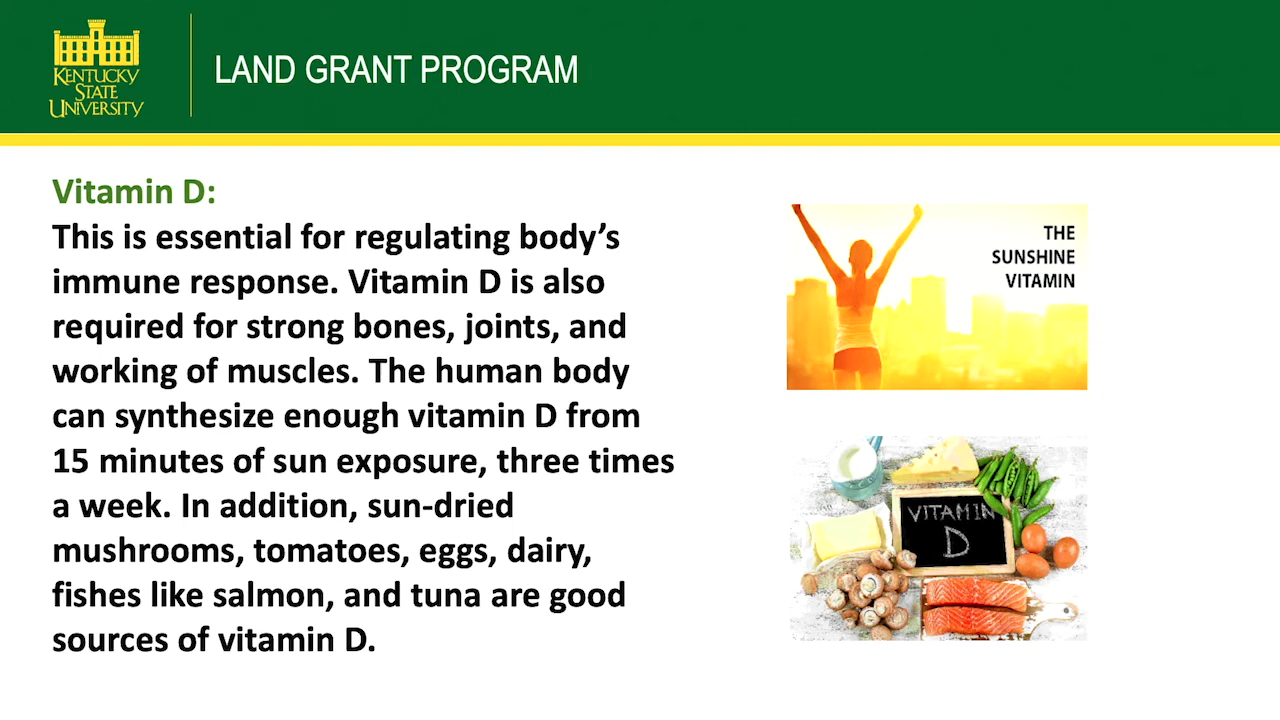 KENTUCKY
STATE
UNIVERSITY
LAND GRANT PROGRAM
Vitamin D:
This is essential for regulating body’s
immune response. Vitamin D is also
required for strong bones, joints, and
working of muscles. The human body
can synthesize enough vitamin D from
15 minutes of sun exposure, three times
a week. In addition, sun-dried
mushrooms, tomatoes, eggs, dairy,
fishes like salmon, and tuna are good
sources of vitamin D.
THE
SUNSHINE
VITAMIN
VITAMIN
D